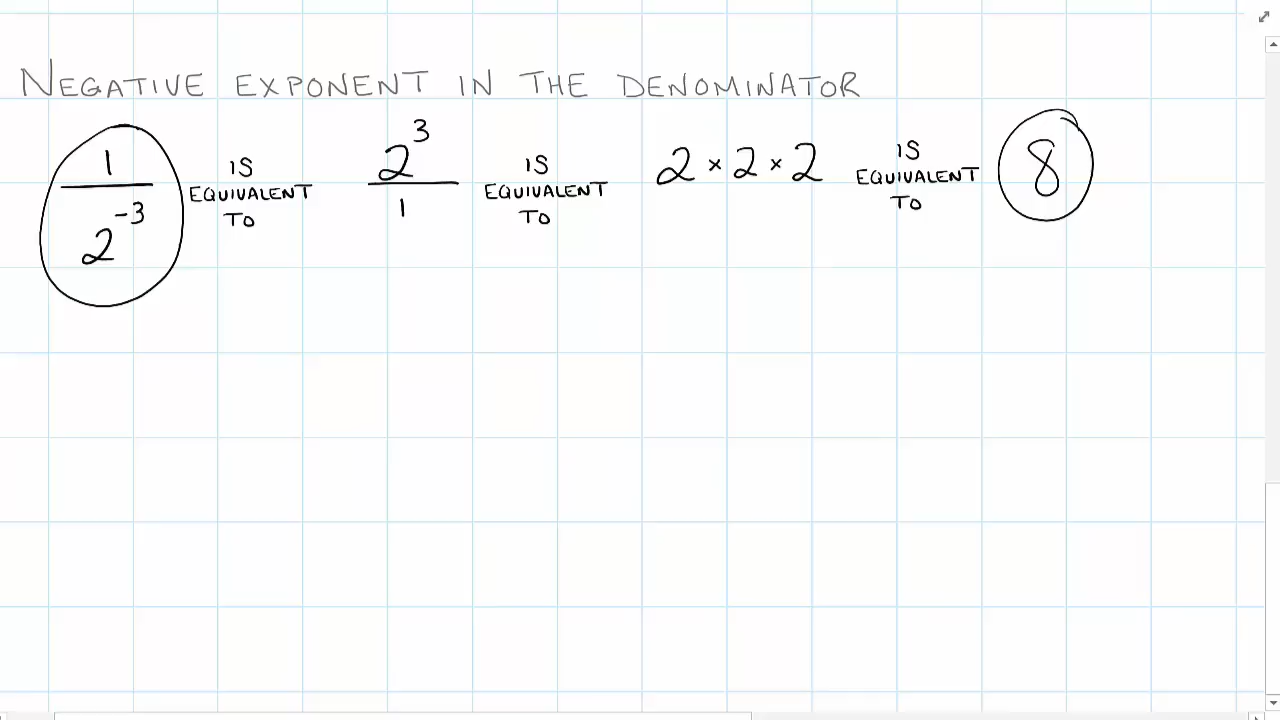 NEGATIVE EXPONENT IN THE DENOMINATOR
1 / 2^-3 IS EQUIVALENT TO 2^3 / 1 IS EQUIVALENT TO 2 × 2 × 2 IS EQUIVALENT TO 8